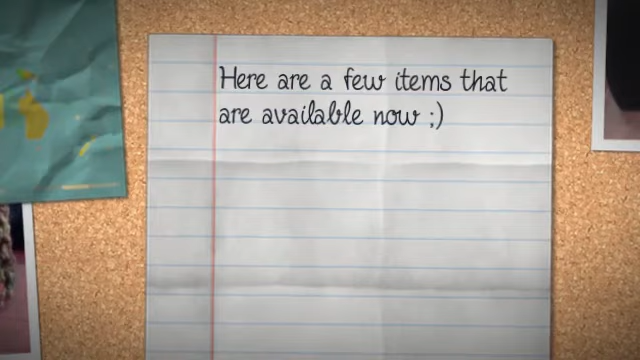 Here are a few items that
are available now ;)